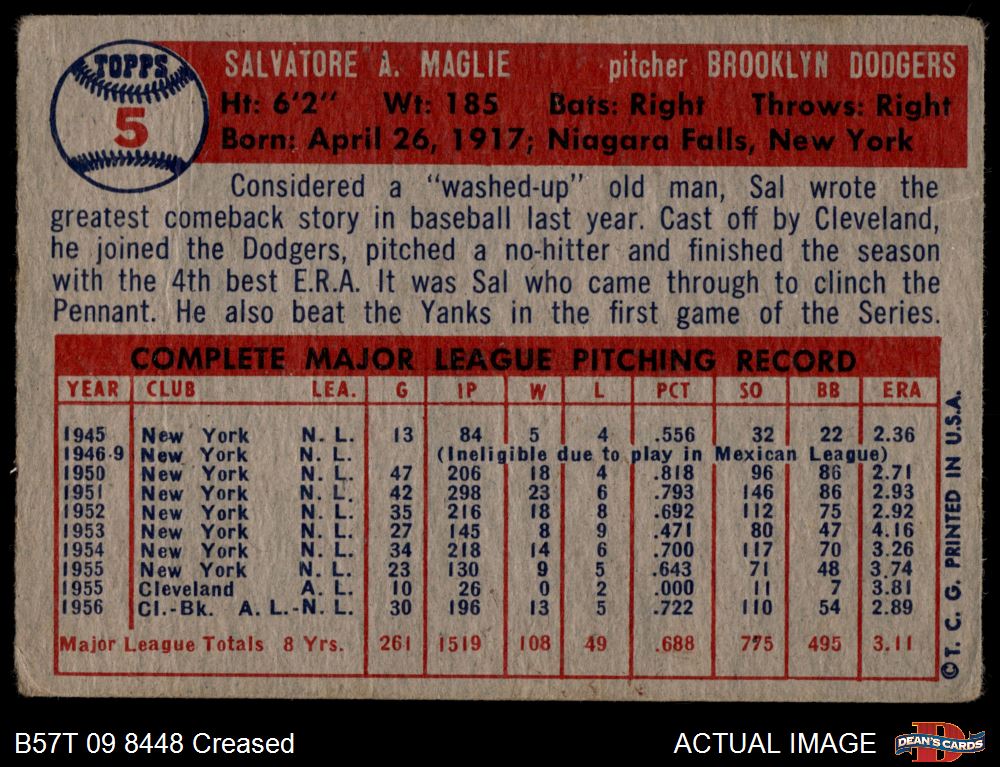 TOPPS
5
SALVATORE A. MAGLIE pitcher BROOKLYN DODGERS
Ht: 6'2" Wt: 185 Bats: Right Throws: Right
Born: April 26, 1917; Niagara Falls, New York
Considered a "washed-up" old man, Sal wrote the
greatest comeback story in baseball last year. Cast off by Cleveland,
he joined the Dodgers, pitched a no-hitter and finished the season
with the 4th best E.R.A. It was Sal who came through to clinch the
Pennant. He also beat the Yanks in the first game of the Series.
COMPLETE MAJOR LEAGUE PITCHING RECORD
YEAR CLUB LEA. G IP W L PCT SO BB ERA
1945 New York N. L. 13 84 5 4 .556 32 22 2.36
1946-9 New York N. L. (Ineligible due to play in Mexican League)
1950 New York N. L. 47 206 18 4 .818 96 86 2.71
1951 New York N. L. 42 298 23 6 .793 146 86 2.93
1952 New York N. L. 35 216 18 8 .692 112 75 2.92
1953 New York N. L. 27 145 8 9 .471 80 47 4.16
1954 New York N. L. 34 218 14 6 .700 117 70 3.26
1955 New York N. L. 23 130 9 5 .643 71 48 3.74
1955 Cleveland A. L. 10 26 0 2 .000 11 7 3.81
1956 Cl.-Bk. A. L.-N. L. 30 196 13 5 .722 110 54 2.89
Major League Totals 8 Yrs. 261 1519 108 49 .688 775 495 3.11
© T. C. G. PRINTED IN U.S.A.
B57T 09 8448 Creased
ACTUAL IMAGE
D
DEAN'S CARDS